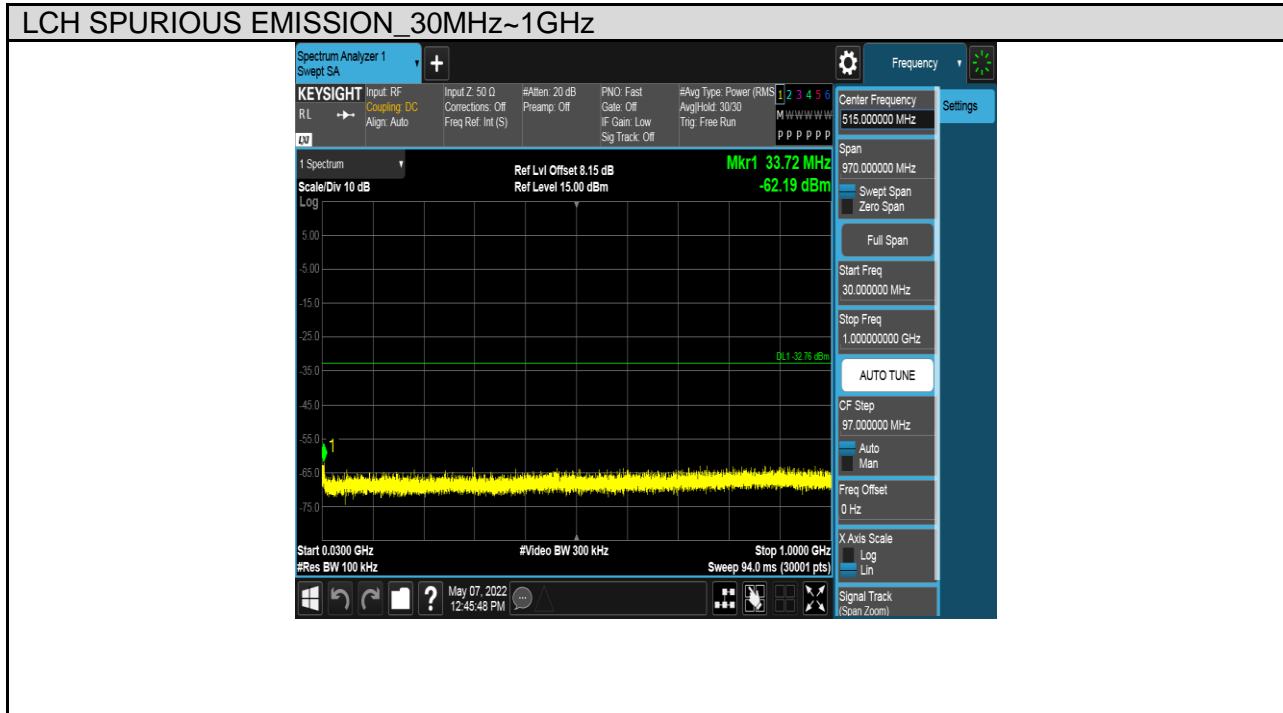 LCH SPURIOUS EMISSION_30MHz~1GHz
Spectrum Analyzer 1
Swept SA
Frequency
KEYSIGHT
RL
LXI
Input: RF
Coupling: DC
Align: Auto
Input Z: 50 Ω
Corrections: Off
Freq Ref: Int (S)
#Atten: 20 dB
Preamp: Off
PNO: Fast
Gate: Off
IF Gain: Low
Sig Track: Off
#Avg Type: Power (RMS
Avg|Hold: 30/30
Trig: Free Run
1 2 3 4 5 6
M W W W W W
P P P P P P
Center Frequency
515.000000 MHz
Settings
Span
970.000000 MHz
Swept Span
Zero Span
Full Span
Start Freq
30.000000 MHz
Stop Freq
1.000000000 GHz
AUTO TUNE
CF Step
97.000000 MHz
Auto
Man
Freq Offset
0 Hz
X Axis Scale
Log
Lin
Signal Track
(Span Zoom)
1 Spectrum
Scale/Div 10 dB
Log
Ref Lvl Offset 8.15 dB
Ref Level 15.00 dBm
Mkr1 33.72 MHz
-62.19 dBm
5.00
-5.00
-15.0
-25.0
DL1 -32.76 dBm
-35.0
-45.0
-55.0
1
-65.0
-75.0
Start 0.0300 GHz
#Video BW 300 kHz
Stop 1.0000 GHz
#Res BW 100 kHz
Sweep 94.0 ms (30001 pts)
?
May 07, 2022
12:45:48 PM